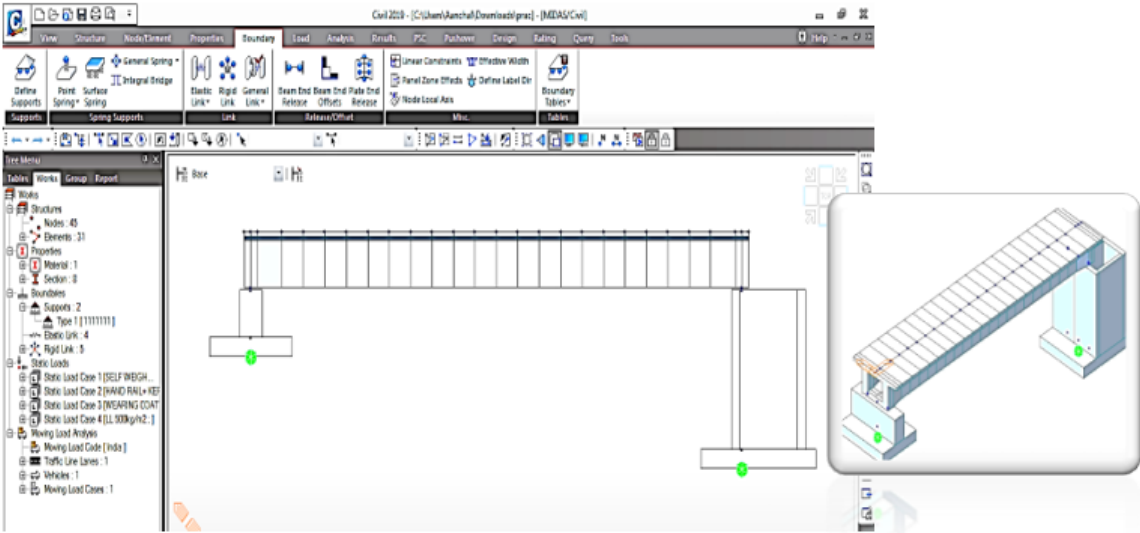 Civil 2019 - [C:\Users\Aanchal\Downloads\prac] - [MIDAS/Civil]
View Structure Node/Element Properties Boundary Load Analysis Results PSC Pushover Design Rating Query Tools Help
General Spring Linear Constraints Effective Width
Integral Bridge Panel Zone Effects Define Label Dir
Node Local Axis
Define Supports
Point Spring
Surface Spring
Elastic Link
Rigid Link
General Link
Beam End Release
Beam End Offsets
Plate End Release
Boundary Tables
Supports Spring Supports Link Release/Offset Misc. Tables
Tree Menu
Tables Works Group Report
Base
Works
Structures
Nodes : 45
Elements : 31
Properties
Material : 1
Section : 8
Boundaries
Supports : 2
Type 1 [1111111]
Elastic Link : 4
Rigid Link : 5
Static Loads
Static Load Case 1 [SELF WEIGH...
Static Load Case 2 [HAND RAIL+ KER
Static Load Case 3 [WEARING COAT
Static Load Case 4 [LL 500kg/m2 ; ]
Moving Load Analysis
Moving Load Code [ India ]
Traffic Line Lanes : 1
Vehicles : 1
Moving Load Cases : 1